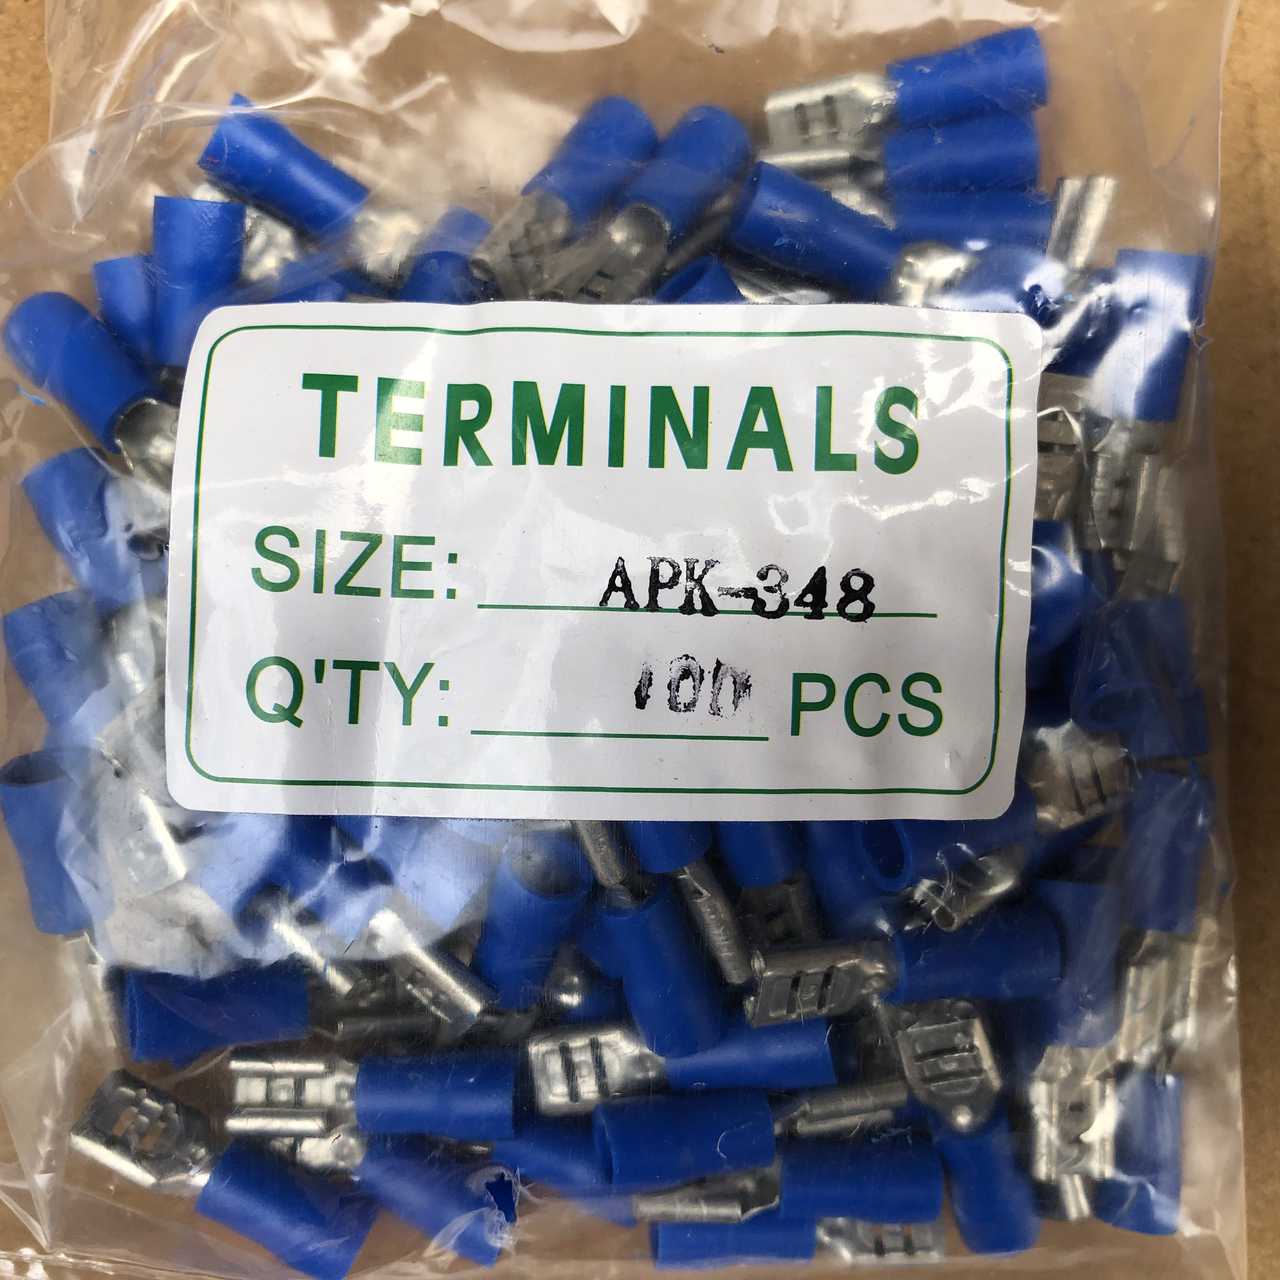 TERMINALS
SIZE: APK-348
Q'TY: 100 PCS